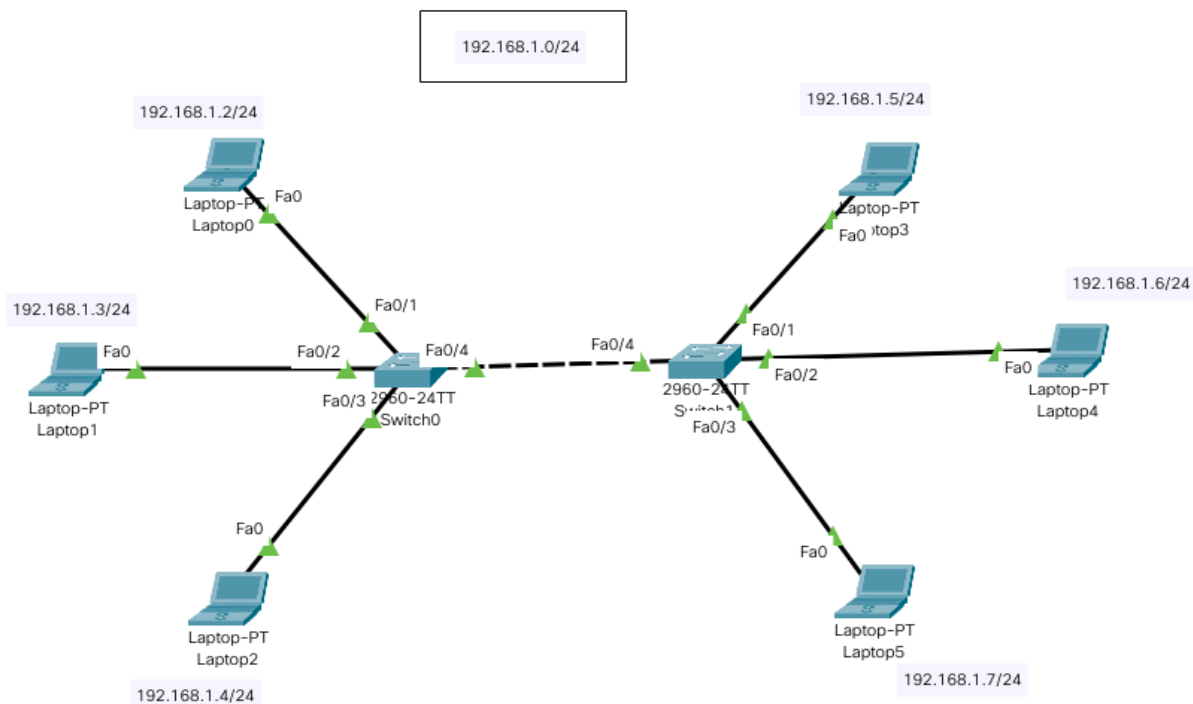 192.168.1.0/24
192.168.1.2/24
Laptop-PT
Laptop0
Fa0
192.168.1.5/24
Laptop-PT
top3
Fa0
192.168.1.3/24
Fa0
Laptop-PT
Laptop1
Fa0/1
Fa0/2
Fa0/3
Fa0/4
2960-24TT
Switch0
Fa0/4
Fa0/1
Fa0/2
2960-24TT
Switch1
Fa0/3
192.168.1.6/24
Fa0
Laptop-PT
Laptop4
Fa0
Laptop-PT
Laptop2
192.168.1.4/24
Fa0
Laptop-PT
Laptop5
192.168.1.7/24